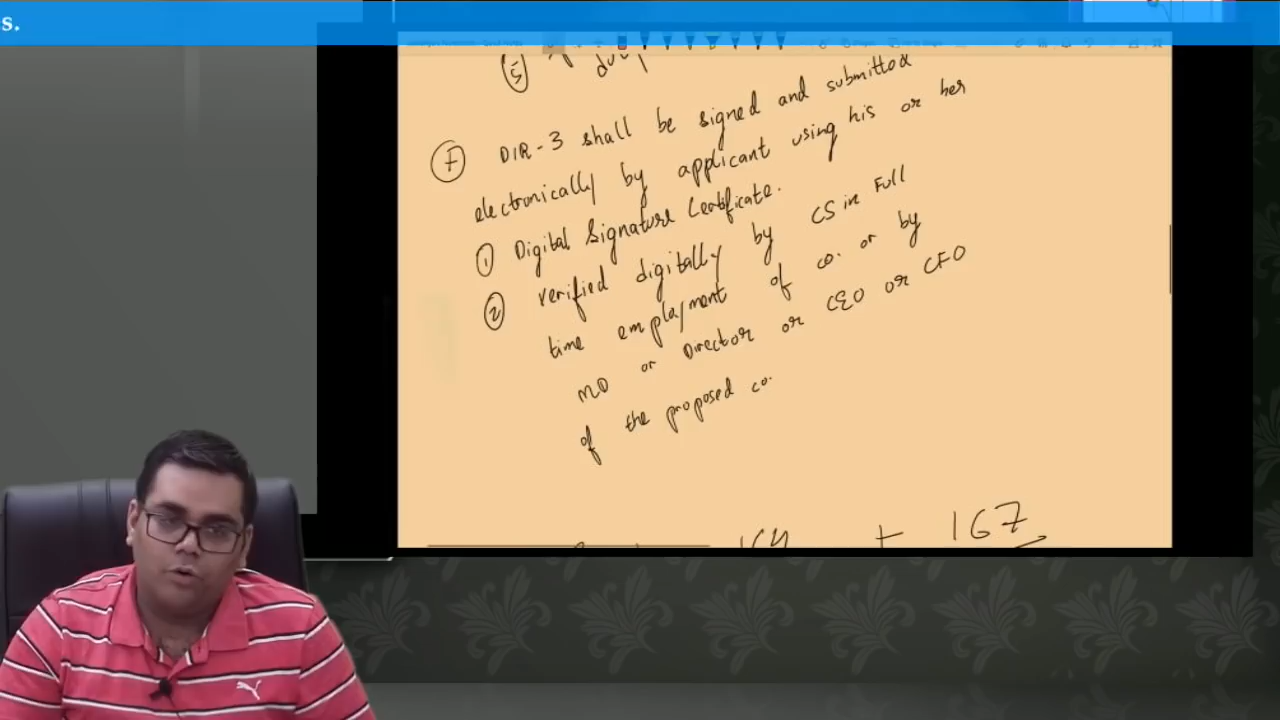 s.
5
F DIR-3 shall be signed and submitted
electronically by applicant using his or her
1 Digital Signature Certificate.
2 verified digitally by CS in Full
time employment of co. or by
MD or Director or CEO or CFO
of the proposed co.
164 + 167